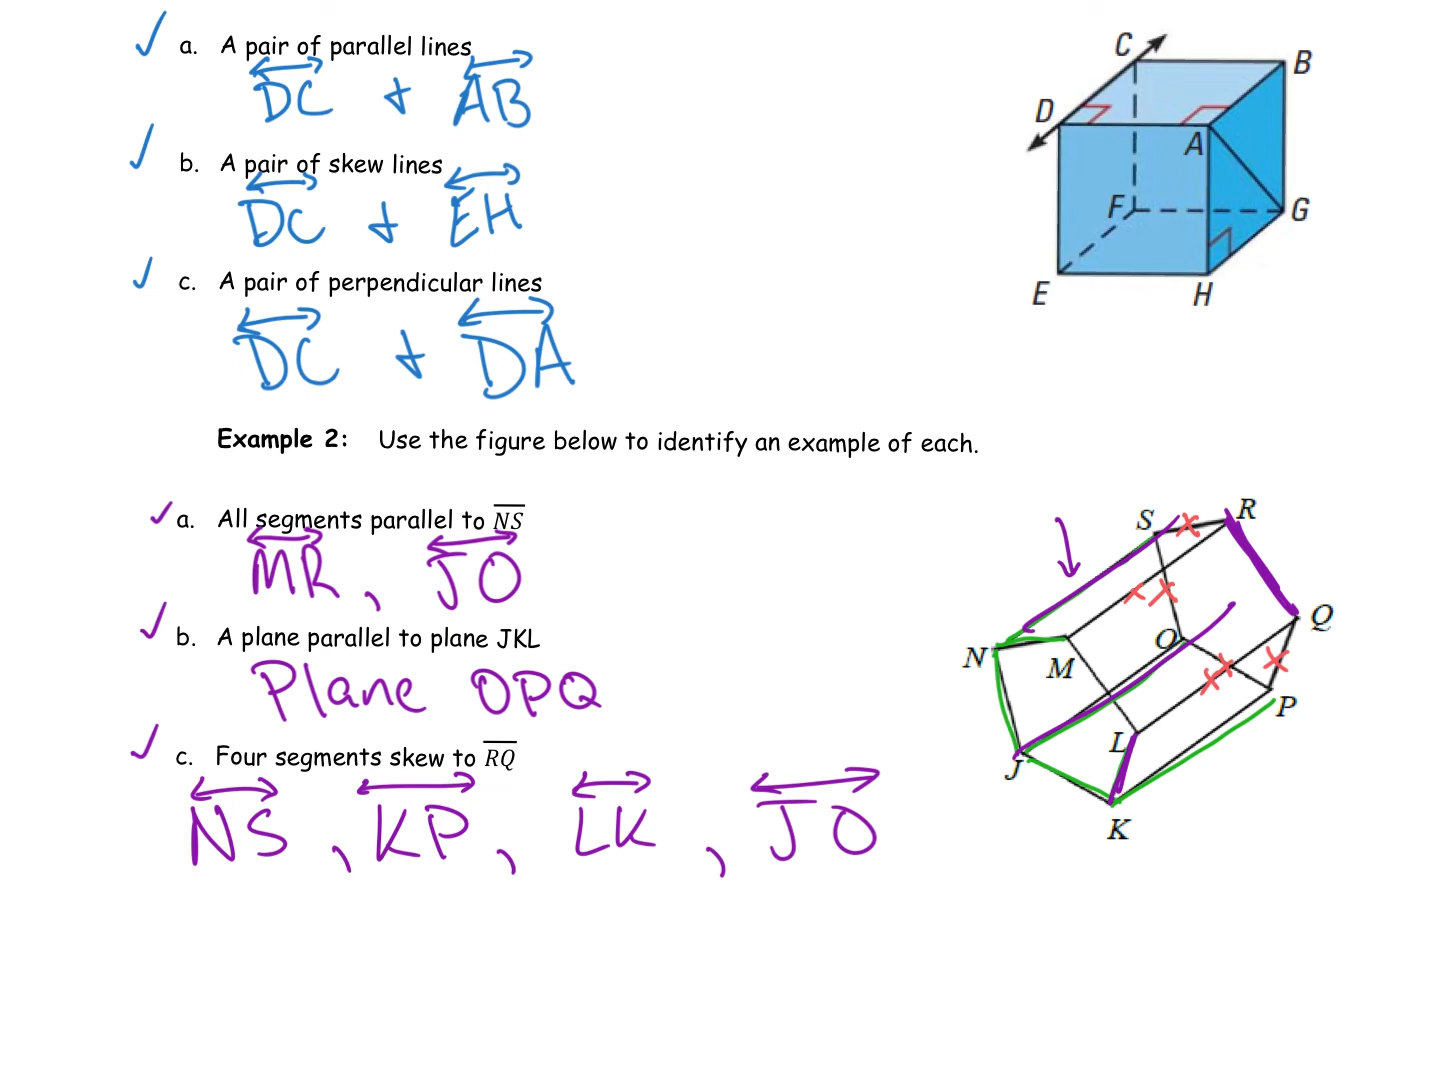 a. A pair of parallel lines
DC + AB
b. A pair of skew lines
DC + EH
c. A pair of perpendicular lines
DC + DA
C
B
D
A
F
G
E
H
Example 2: Use the figure below to identify an example of each.
a. All segments parallel to NS
MR, JO
b. A plane parallel to plane JKL
Plane OPQ
c. Four segments skew to RQ
NS, KP, LK, JO
S
R
Q
O
N
M
P
L
J
K